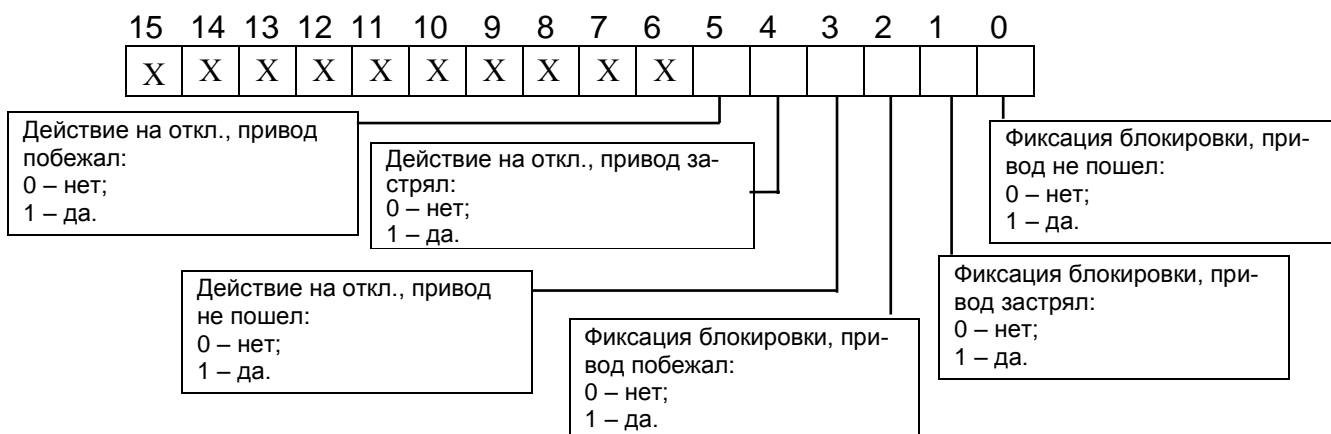 15 14 13 12 11 10 9 8 7 6 5 4 3 2 1 0
X X X X X X X X X X
Действие на откл., привод
побежал:
0 – нет;
1 – да.
Действие на откл., привод за-
стрял:
0 – нет;
1 – да.
Фиксация блокировки, при-
вод не пошел:
0 – нет;
1 – да.
Действие на откл., привод
не пошел:
0 – нет;
1 – да.
Фиксация блокировки, при-
вод побежал:
0 – нет;
1 – да.
Фиксация блокировки, при-
вод застрял:
0 – нет;
1 – да.